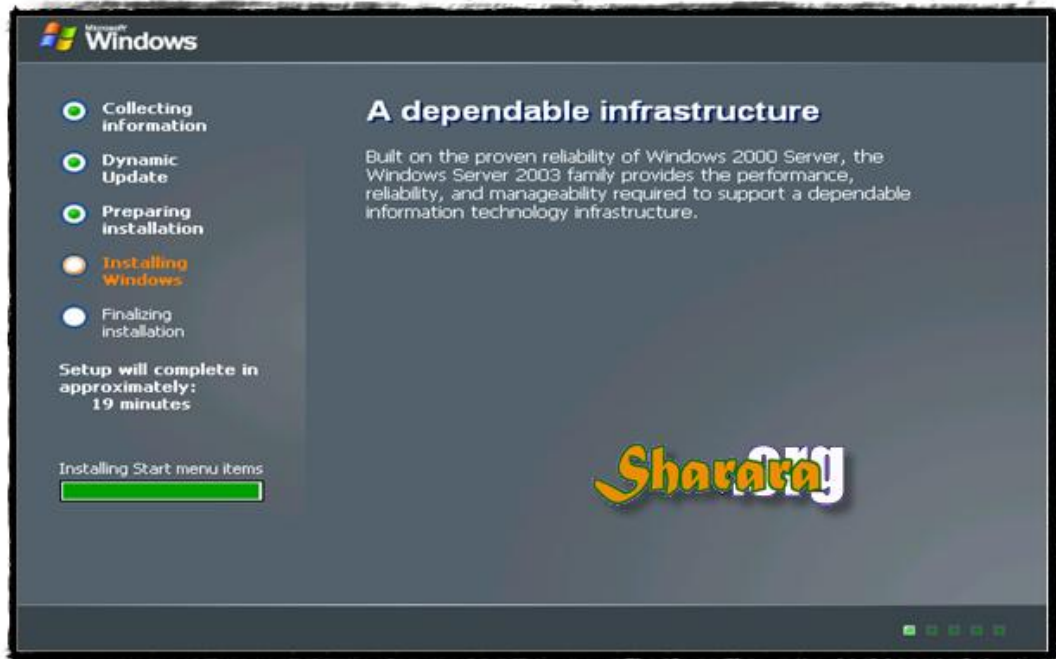 Microsoft
Windows
Collecting
information
Dynamic
Update
Preparing
installation
Installing
Windows
Finalizing
installation
Setup will complete in
approximately:
19 minutes
Installing Start menu items
A dependable infrastructure
Built on the proven reliability of Windows 2000 Server, the
Windows Server 2003 family provides the performance,
reliability, and manageability required to support a dependable
information technology infrastructure.
Sharara.org